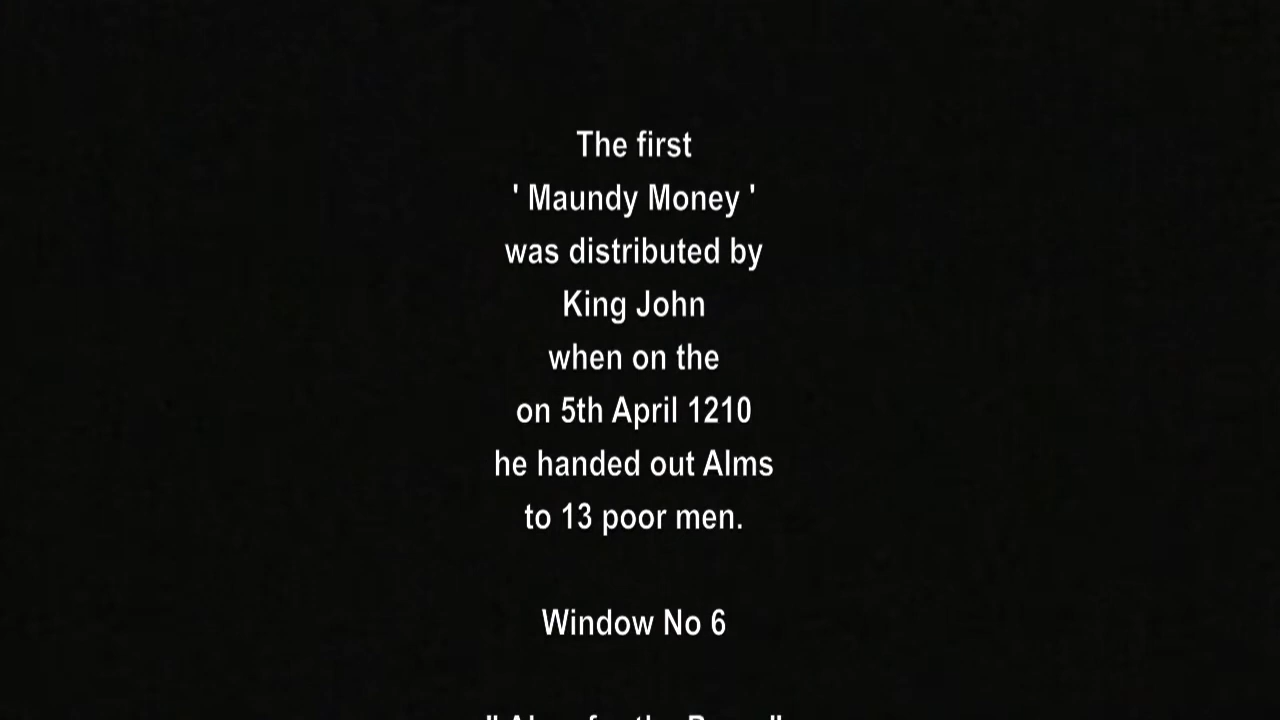 The first
' Maundy Money '
was distributed by
King John
when on the
on 5th April 1210
he handed out Alms
to 13 poor men.
Window No 6